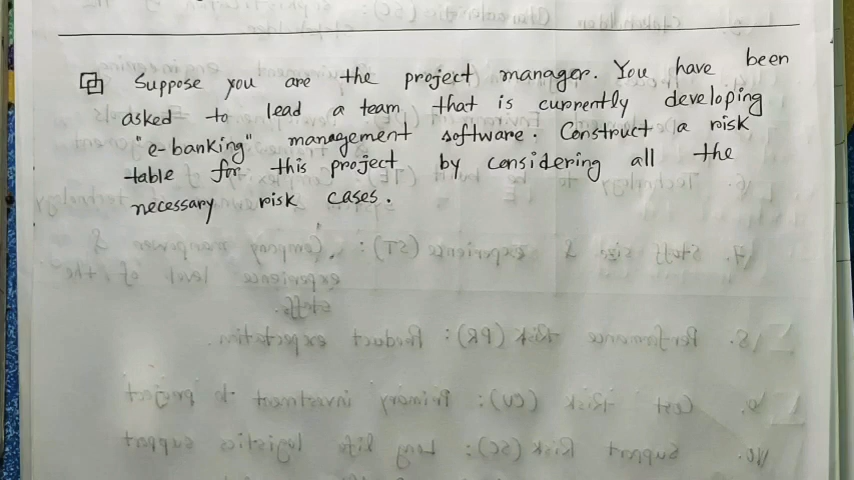 Suppose you are the project manager. You have been
asked to lead a team that is currently developing
"e-banking" management software. Construct a risk
table for this project by considering all the
necessary risk cases.